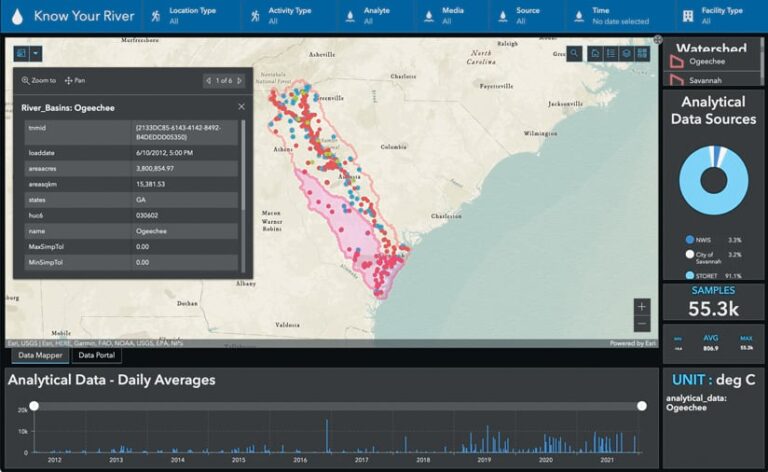 Know Your River
Location Type
All
Activity Type
All
Analyte
All
Media
All
Source
All
Time
No date selected
Facility Type
All
Zoom to
Pan
1 of 6
River_Basins: Ogeechee
tnmid
{2133DC85-6143-4142-8492-
B4DEDDD05350}
loaddate
6/10/2012, 5:00 PM
areaacres
3,800,854.97
areasqkm
15,381.53
states
GA
huc6
030602
name
Ogeechee
MaxSimpTol
0.00
MinSimpTol
0.00
Murfreesboro
Asheville
Nantahala
National Forest
Greenville
Charlotte
North
Carolina
Raleigh
Fayetteville
Jacksonville
Wilmington
Athens
Columbia
Augusta
Macon
Warner
Robins
Charleston
Albany
Dothan
Valdosta
Mobile
Esri, USGS | Esri, HERE, Garmin, FAO, NOAA, USGS, EPA, NPS
Powered by Esri
Watershed
Ogeechee
Savannah
Analytical
Data Sources
NWIS 3.3%
City of
Savannah
3.2%
STORET 91.1%
SAMPLES
55.3k
MIN
AVG
806.9
MAX
55.3k
Data Mapper
Data Portal
Analytical Data - Daily Averages
20k
10k
0
2012
2013
2014
2015
2016
2017
2018
2019
2020
2021
UNIT : deg C
analytical_data:
Ogeechee